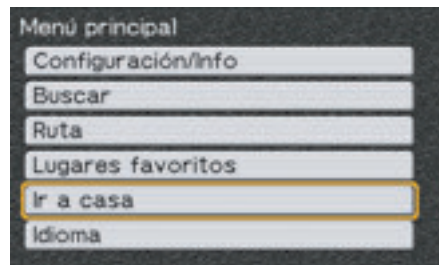 Menú principal
Configuración/Info
Buscar
Ruta
Lugares favoritos
Ir a casa
Idioma